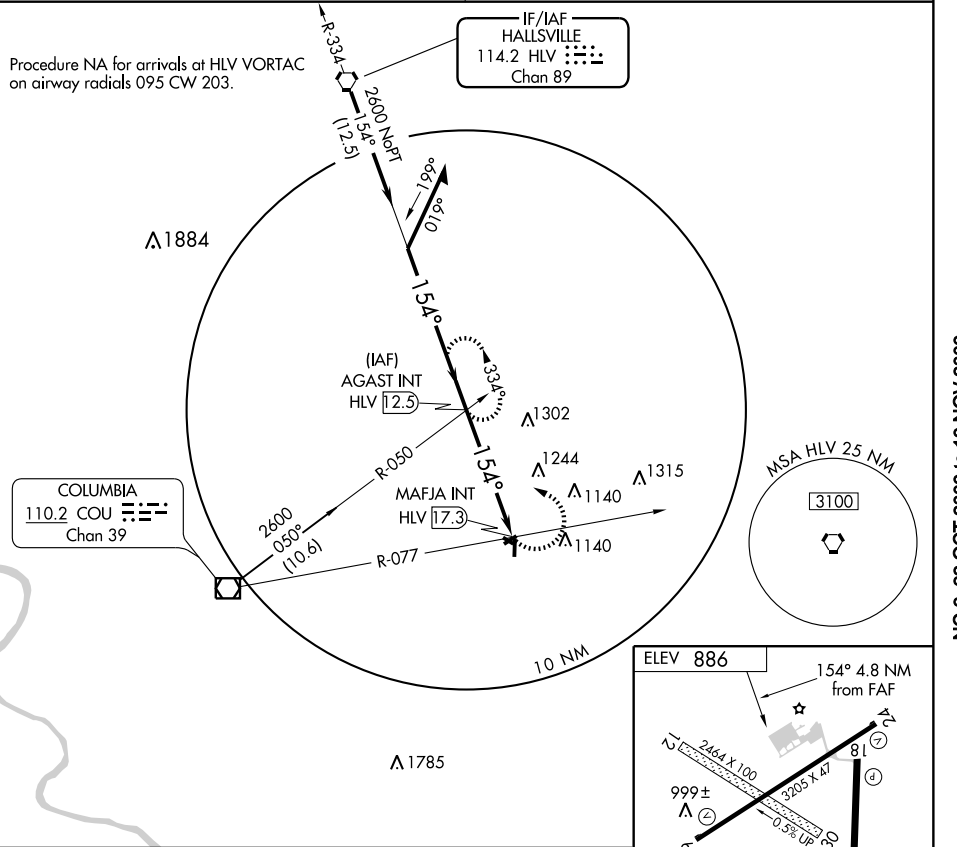 Procedure NA for arrivals at HLV VORTAC
on airway radials 095 CW 203.
R-334
IF/IAF
HALLSVILLE
114.2 HLV
Chan 89
2600 NoPT
154°
(12.5)
199°
019°
1884
154°
(IAF)
AGAST INT
HLV 12.5
334°
1302
R-050
154°
1244
1315
1140
MAFJA INT
HLV 17.3
1140
COLUMBIA
110.2 COU
Chan 39
2600
050°
(10.6)
R-077
MSA HLV 25 NM
3100
10 NM
1785
ELEV 886
154° 4.8 NM
from FAF
24
18
V
P
12
2464 X 100
3205 X 47
999±
V
0.5% UP
30